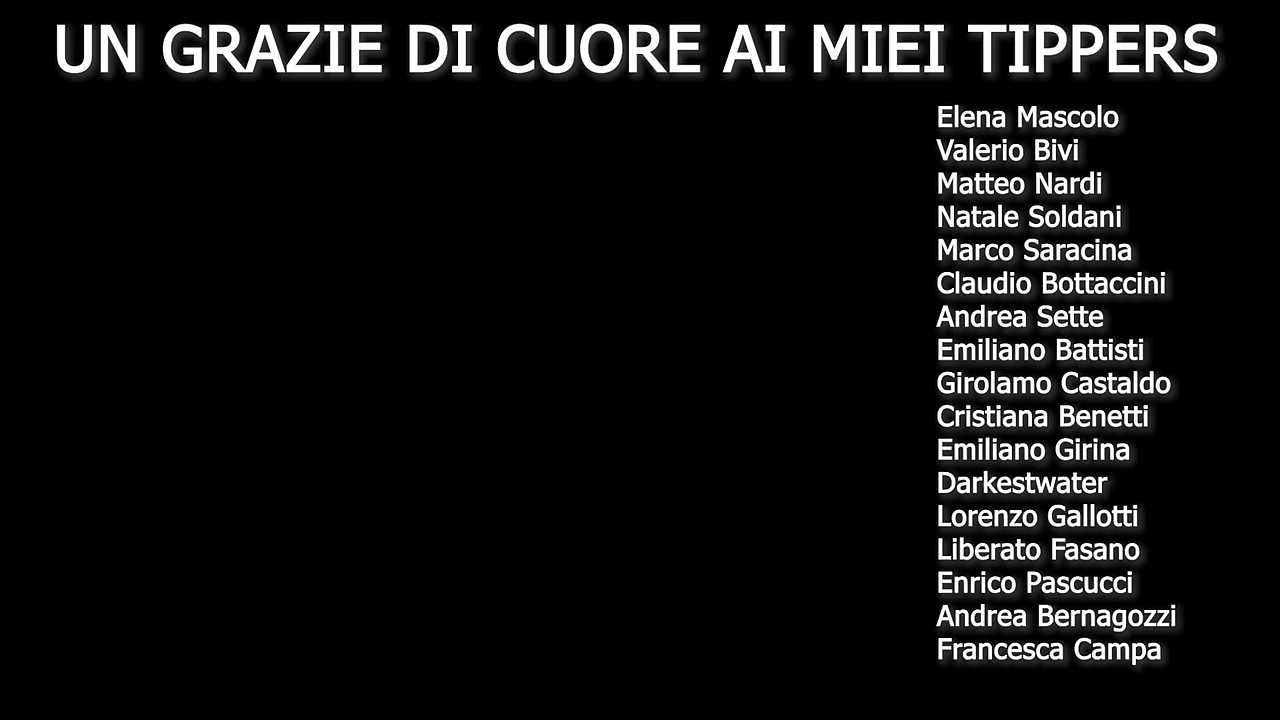 UN GRAZIE DI CUORE AI MIEI TIPPERS
Elena Mascolo
Valerio Bivi
Matteo Nardi
Natale Soldani
Marco Saracina
Claudio Bottaccini
Andrea Sette
Emiliano Battisti
Girolamo Castaldo
Cristiana Benetti
Emiliano Girina
Darkestwater
Lorenzo Gallotti
Liberato Fasano
Enrico Pascucci
Andrea Bernagozzi
Francesca Campa